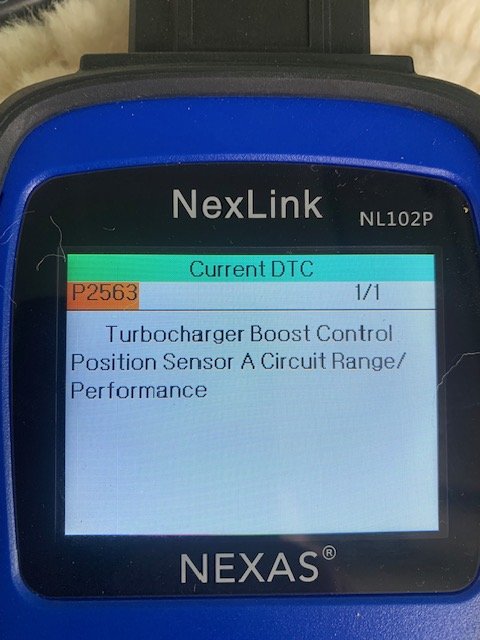 NexLink NL102P
Current DTC
P2563 1/1
Turbocharger Boost Control
Position Sensor A Circuit Range/
Performance
NEXAS®